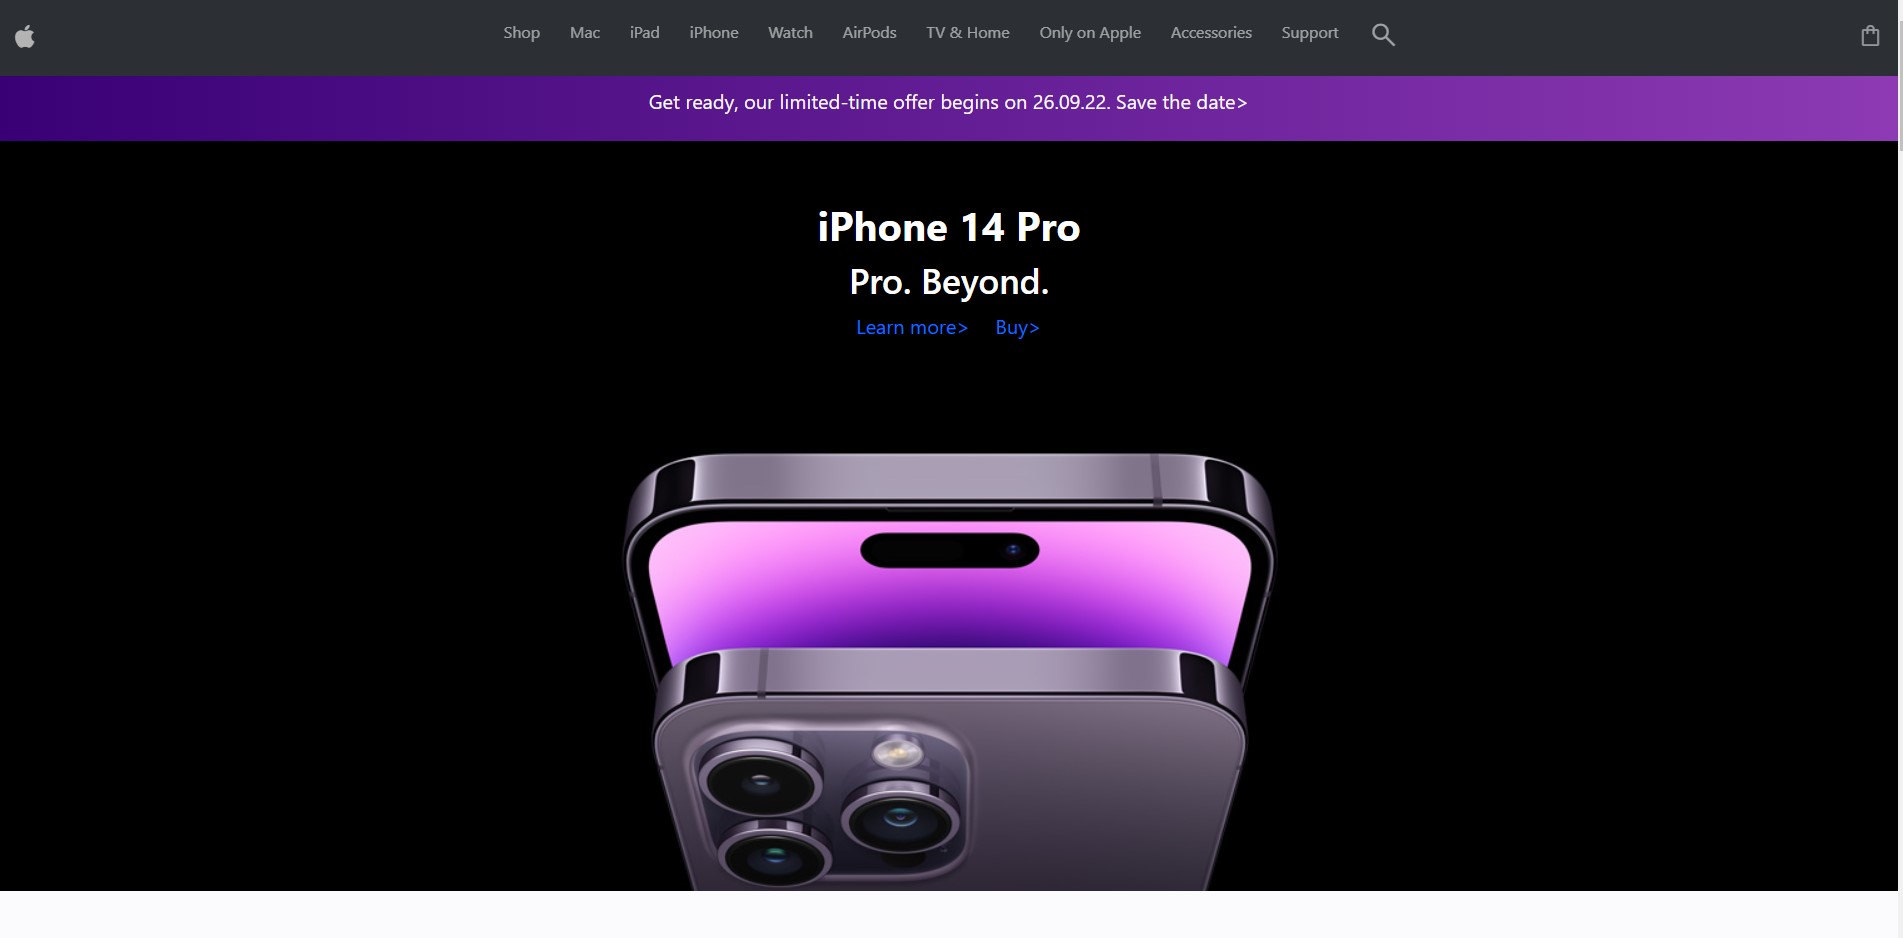 Shop Mac iPad iPhone Watch AirPods TV & Home Only on Apple Accessories Support
Get ready, our limited-time offer begins on 26.09.22. Save the date>
iPhone 14 Pro
Pro. Beyond.
Learn more> Buy>